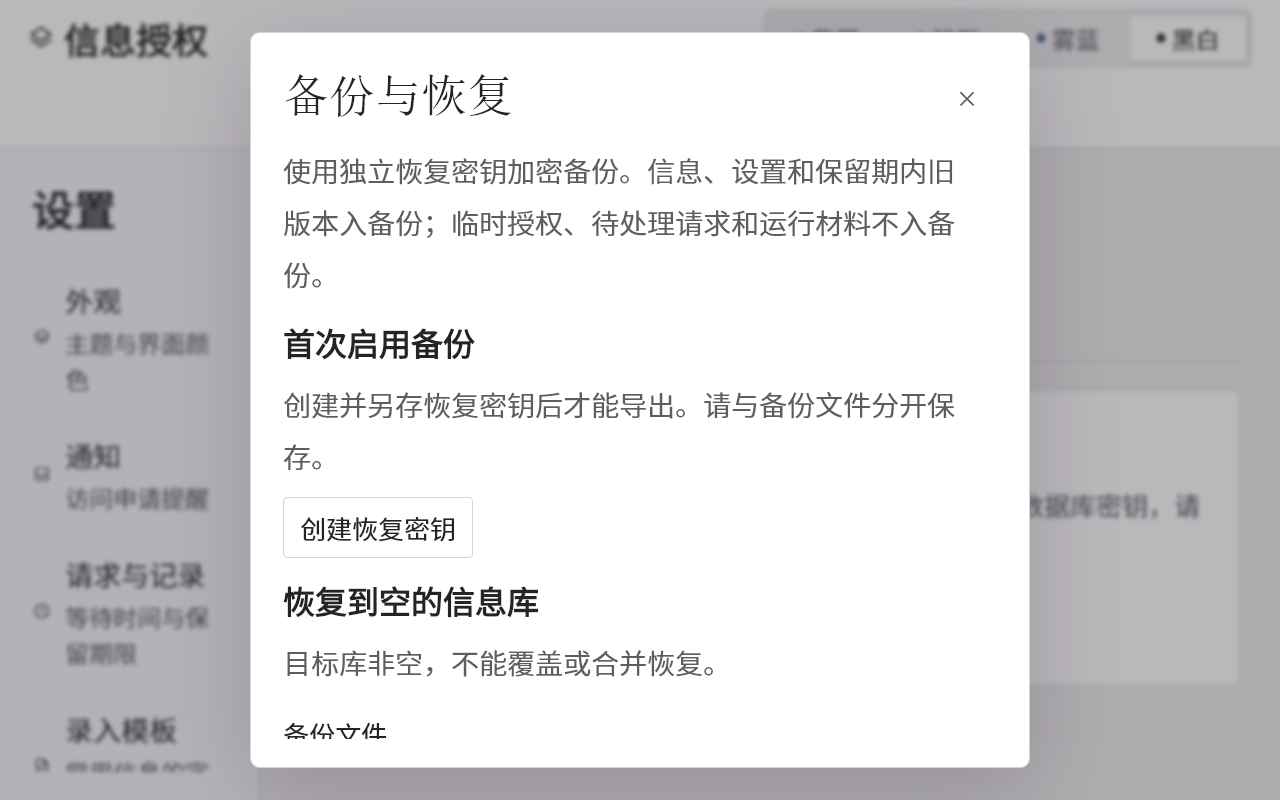 信息授权
雾蓝
黑白
备份与恢复
使用独立恢复密钥加密备份。信息、设置和保留期内旧
版本入备份；临时授权、待处理请求和运行材料不入备
份。
首次启用备份
创建并另存恢复密钥后才能导出。请与备份文件分开保
存。
创建恢复密钥
恢复到空的信息库
目标库非空，不能覆盖或合并恢复。
备份文件
设置
外观
主题与界面颜
色
通知
访问申请提醒
请求与记录
等待时间与保
留期限
录入模板
数据库密钥，请